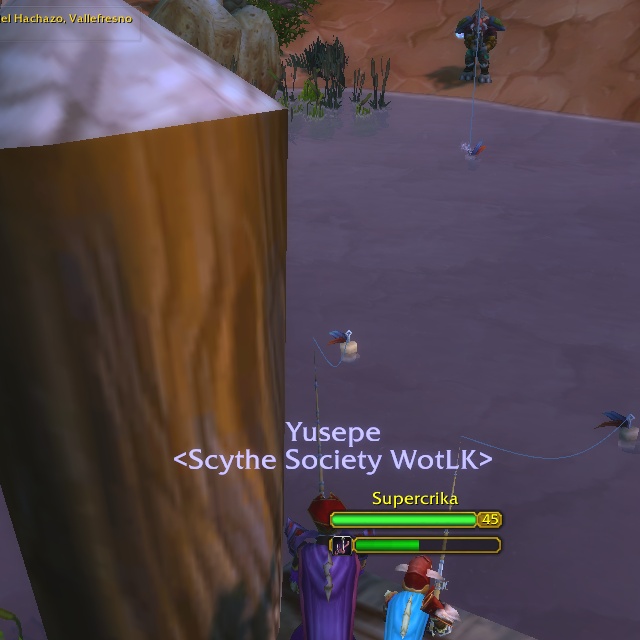 el Hachazo, Vallefresno
Yusepe
<Scythe Society WotLK>
Supercrika
45